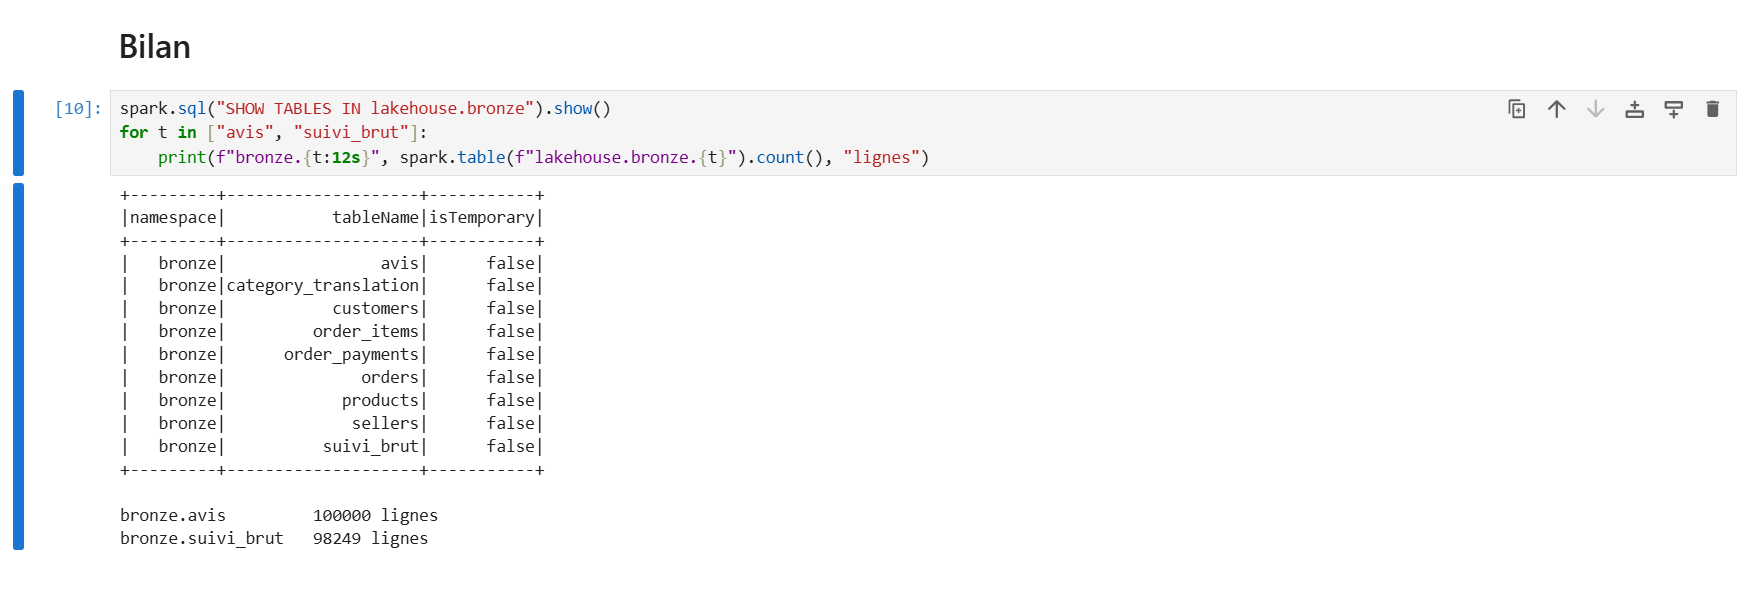 Bilan
[10]: spark.sql("SHOW TABLES IN lakehouse.bronze").show()
for t in ["avis", "suivi_brut"]:
    print(f"bronze.{t:12s}", spark.table(f"lakehouse.bronze.{t}").count(), "lignes")
+---------+--------------------+-----------+
|namespace|           tableName|isTemporary|
+---------+--------------------+-----------+
|   bronze|                avis|      false|
|   bronze|category_translation|      false|
|   bronze|           customers|      false|
|   bronze|         order_items|      false|
|   bronze|      order_payments|      false|
|   bronze|              orders|      false|
|   bronze|            products|      false|
|   bronze|             sellers|      false|
|   bronze|          suivi_brut|      false|
+---------+--------------------+-----------+
bronze.avis         100000 lignes
bronze.suivi_brut   98249 lignes